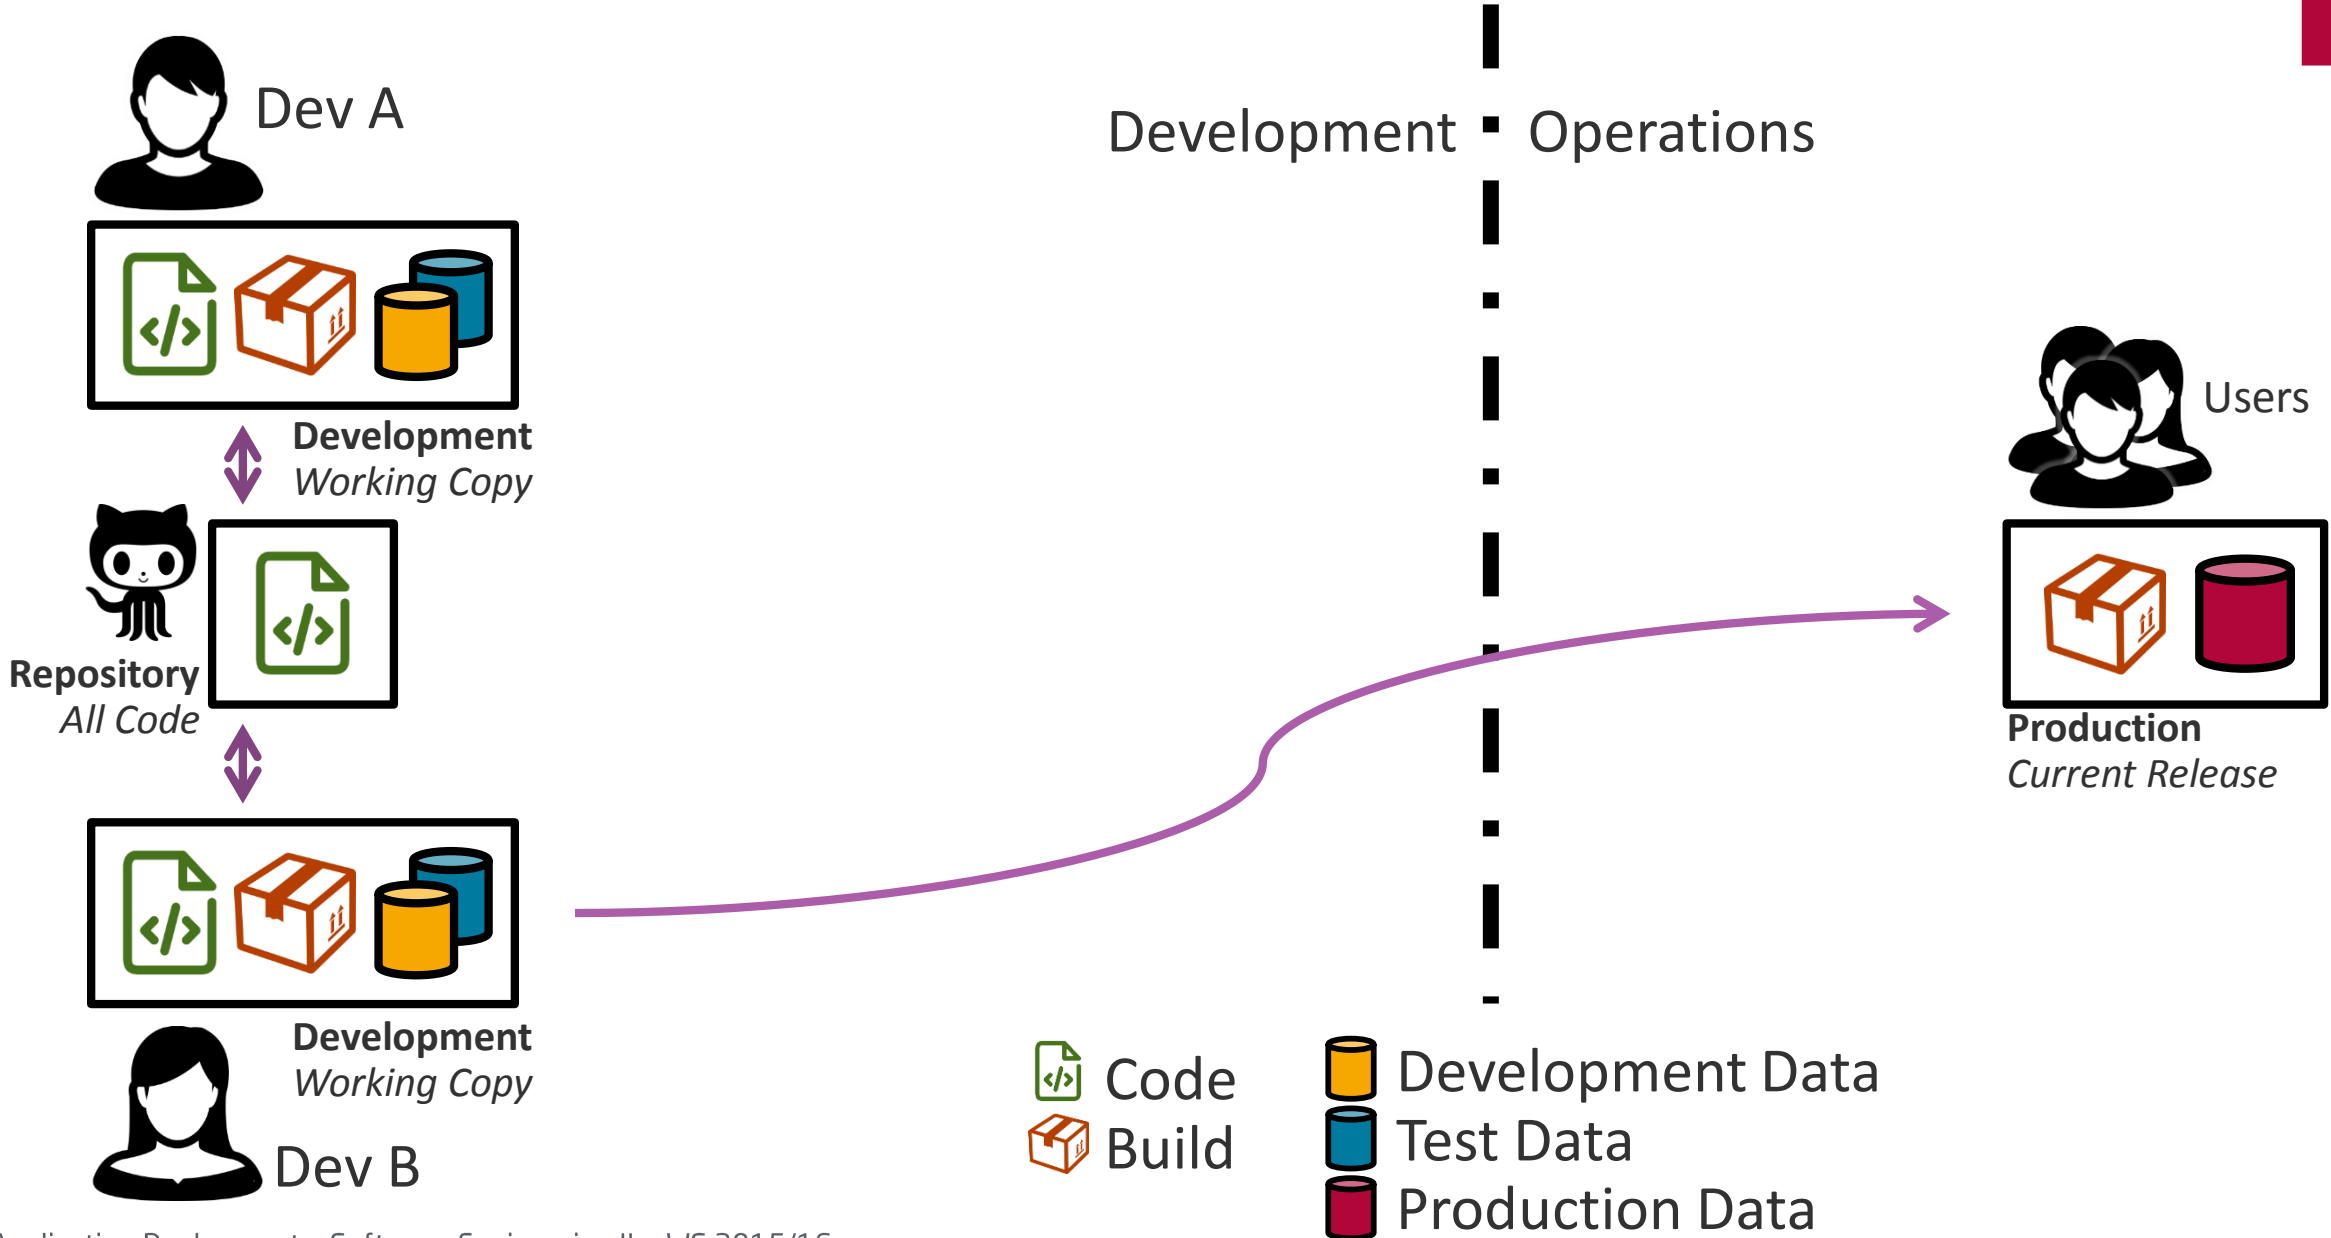 Dev A
Development
Operations
Development
Working Copy
Users
Repository
All Code
Production
Current Release
Development
Working Copy
Dev B
Code
Build
Development Data
Test Data
Production Data